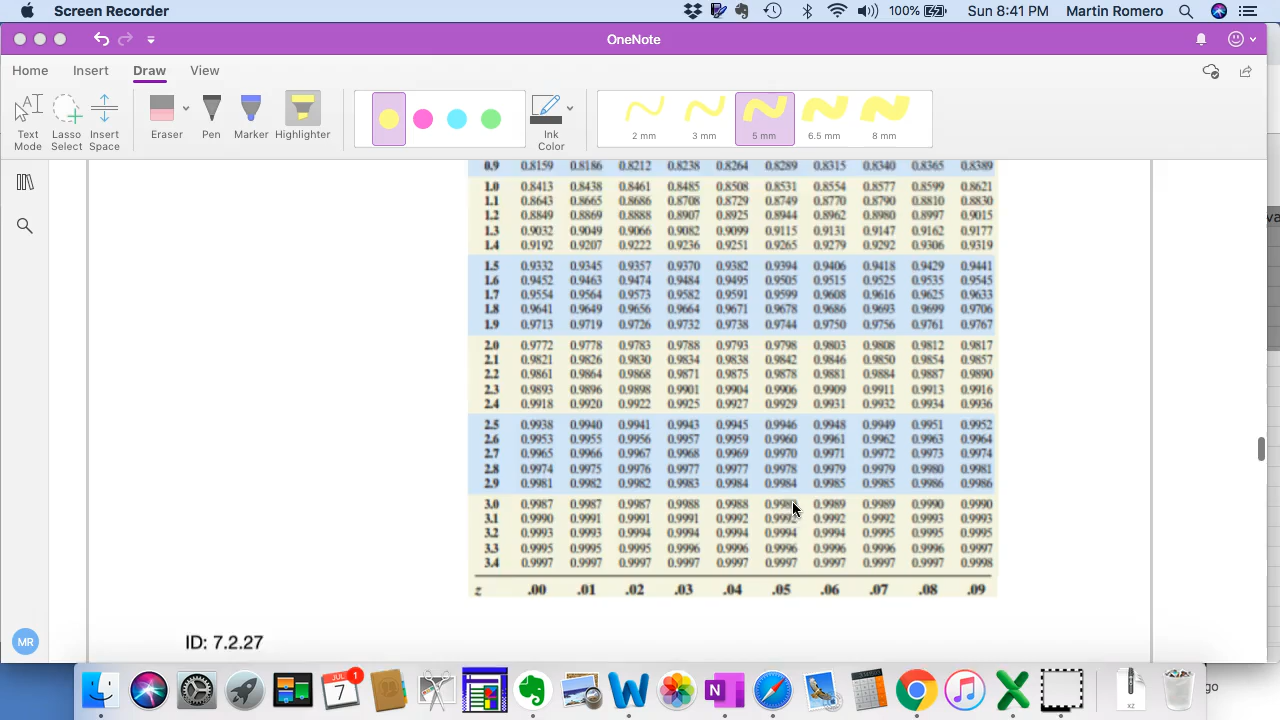 Screen Recorder 100% Sun 8:41 PM Martin Romero
OneNote
Home Insert Draw View
Text Mode Lasso Select Insert Space Eraser Pen Marker Highlighter Ink Color 2 mm 3 mm 5 mm 6.5 mm 8 mm
0.9 0.8159 0.8186 0.8212 0.8238 0.8264 0.8289 0.8315 0.8340 0.8365 0.8389
1.0 0.8413 0.8438 0.8461 0.8485 0.8508 0.8531 0.8554 0.8577 0.8599 0.8621
1.1 0.8643 0.8665 0.8686 0.8708 0.8729 0.8749 0.8770 0.8790 0.8810 0.8830
1.2 0.8849 0.8869 0.8888 0.8907 0.8925 0.8944 0.8962 0.8980 0.8997 0.9015
1.3 0.9032 0.9049 0.9066 0.9082 0.9099 0.9115 0.9131 0.9147 0.9162 0.9177
1.4 0.9192 0.9207 0.9222 0.9236 0.9251 0.9265 0.9279 0.9292 0.9306 0.9319
1.5 0.9332 0.9345 0.9357 0.9370 0.9382 0.9394 0.9406 0.9418 0.9429 0.9441
1.6 0.9452 0.9463 0.9474 0.9484 0.9495 0.9505 0.9515 0.9525 0.9535 0.9545
1.7 0.9554 0.9564 0.9573 0.9582 0.9591 0.9599 0.9608 0.9616 0.9625 0.9633
1.8 0.9641 0.9649 0.9656 0.9664 0.9671 0.9678 0.9686 0.9693 0.9699 0.9706
1.9 0.9713 0.9719 0.9726 0.9732 0.9738 0.9744 0.9750 0.9756 0.9761 0.9767
2.0 0.9772 0.9778 0.9783 0.9788 0.9793 0.9798 0.9803 0.9808 0.9812 0.9817
2.1 0.9821 0.9826 0.9830 0.9834 0.9838 0.9842 0.9846 0.9850 0.9854 0.9857
2.2 0.9861 0.9864 0.9868 0.9871 0.9875 0.9878 0.9881 0.9884 0.9887 0.9890
2.3 0.9893 0.9896 0.9898 0.9901 0.9904 0.9906 0.9909 0.9911 0.9913 0.9916
2.4 0.9918 0.9920 0.9922 0.9925 0.9927 0.9929 0.9931 0.9932 0.9934 0.9936
2.5 0.9938 0.9940 0.9941 0.9943 0.9945 0.9946 0.9948 0.9949 0.9951 0.9952
2.6 0.9953 0.9955 0.9956 0.9957 0.9959 0.9960 0.9961 0.9962 0.9963 0.9964
2.7 0.9965 0.9966 0.9967 0.9968 0.9969 0.9970 0.9971 0.9972 0.9973 0.9974
2.8 0.9974 0.9975 0.9976 0.9977 0.9977 0.9978 0.9979 0.9979 0.9980 0.9981
2.9 0.9981 0.9982 0.9982 0.9983 0.9984 0.9984 0.9985 0.9985 0.9986 0.9986
3.0 0.9987 0.9987 0.9987 0.9988 0.9988 0.9989 0.9989 0.9990 0.9990
3.1 0.9990 0.9991 0.9991 0.9991 0.9992 0.9992 0.9992 0.9992 0.9993 0.9993
3.2 0.9993 0.9993 0.9994 0.9994 0.9994 0.9994 0.9994 0.9995 0.9995 0.9995
3.3 0.9995 0.9995 0.9995 0.9996 0.9996 0.9996 0.9996 0.9996 0.9996 0.9997
3.4 0.9997 0.9997 0.9997 0.9997 0.9997 0.9997 0.9997 0.9997 0.9997 0.9998
z .00 .01 .02 .03 .04 .05 .06 .07 .08 .09
ID: 7.2.27
MR
JUL 7 1
xz
go